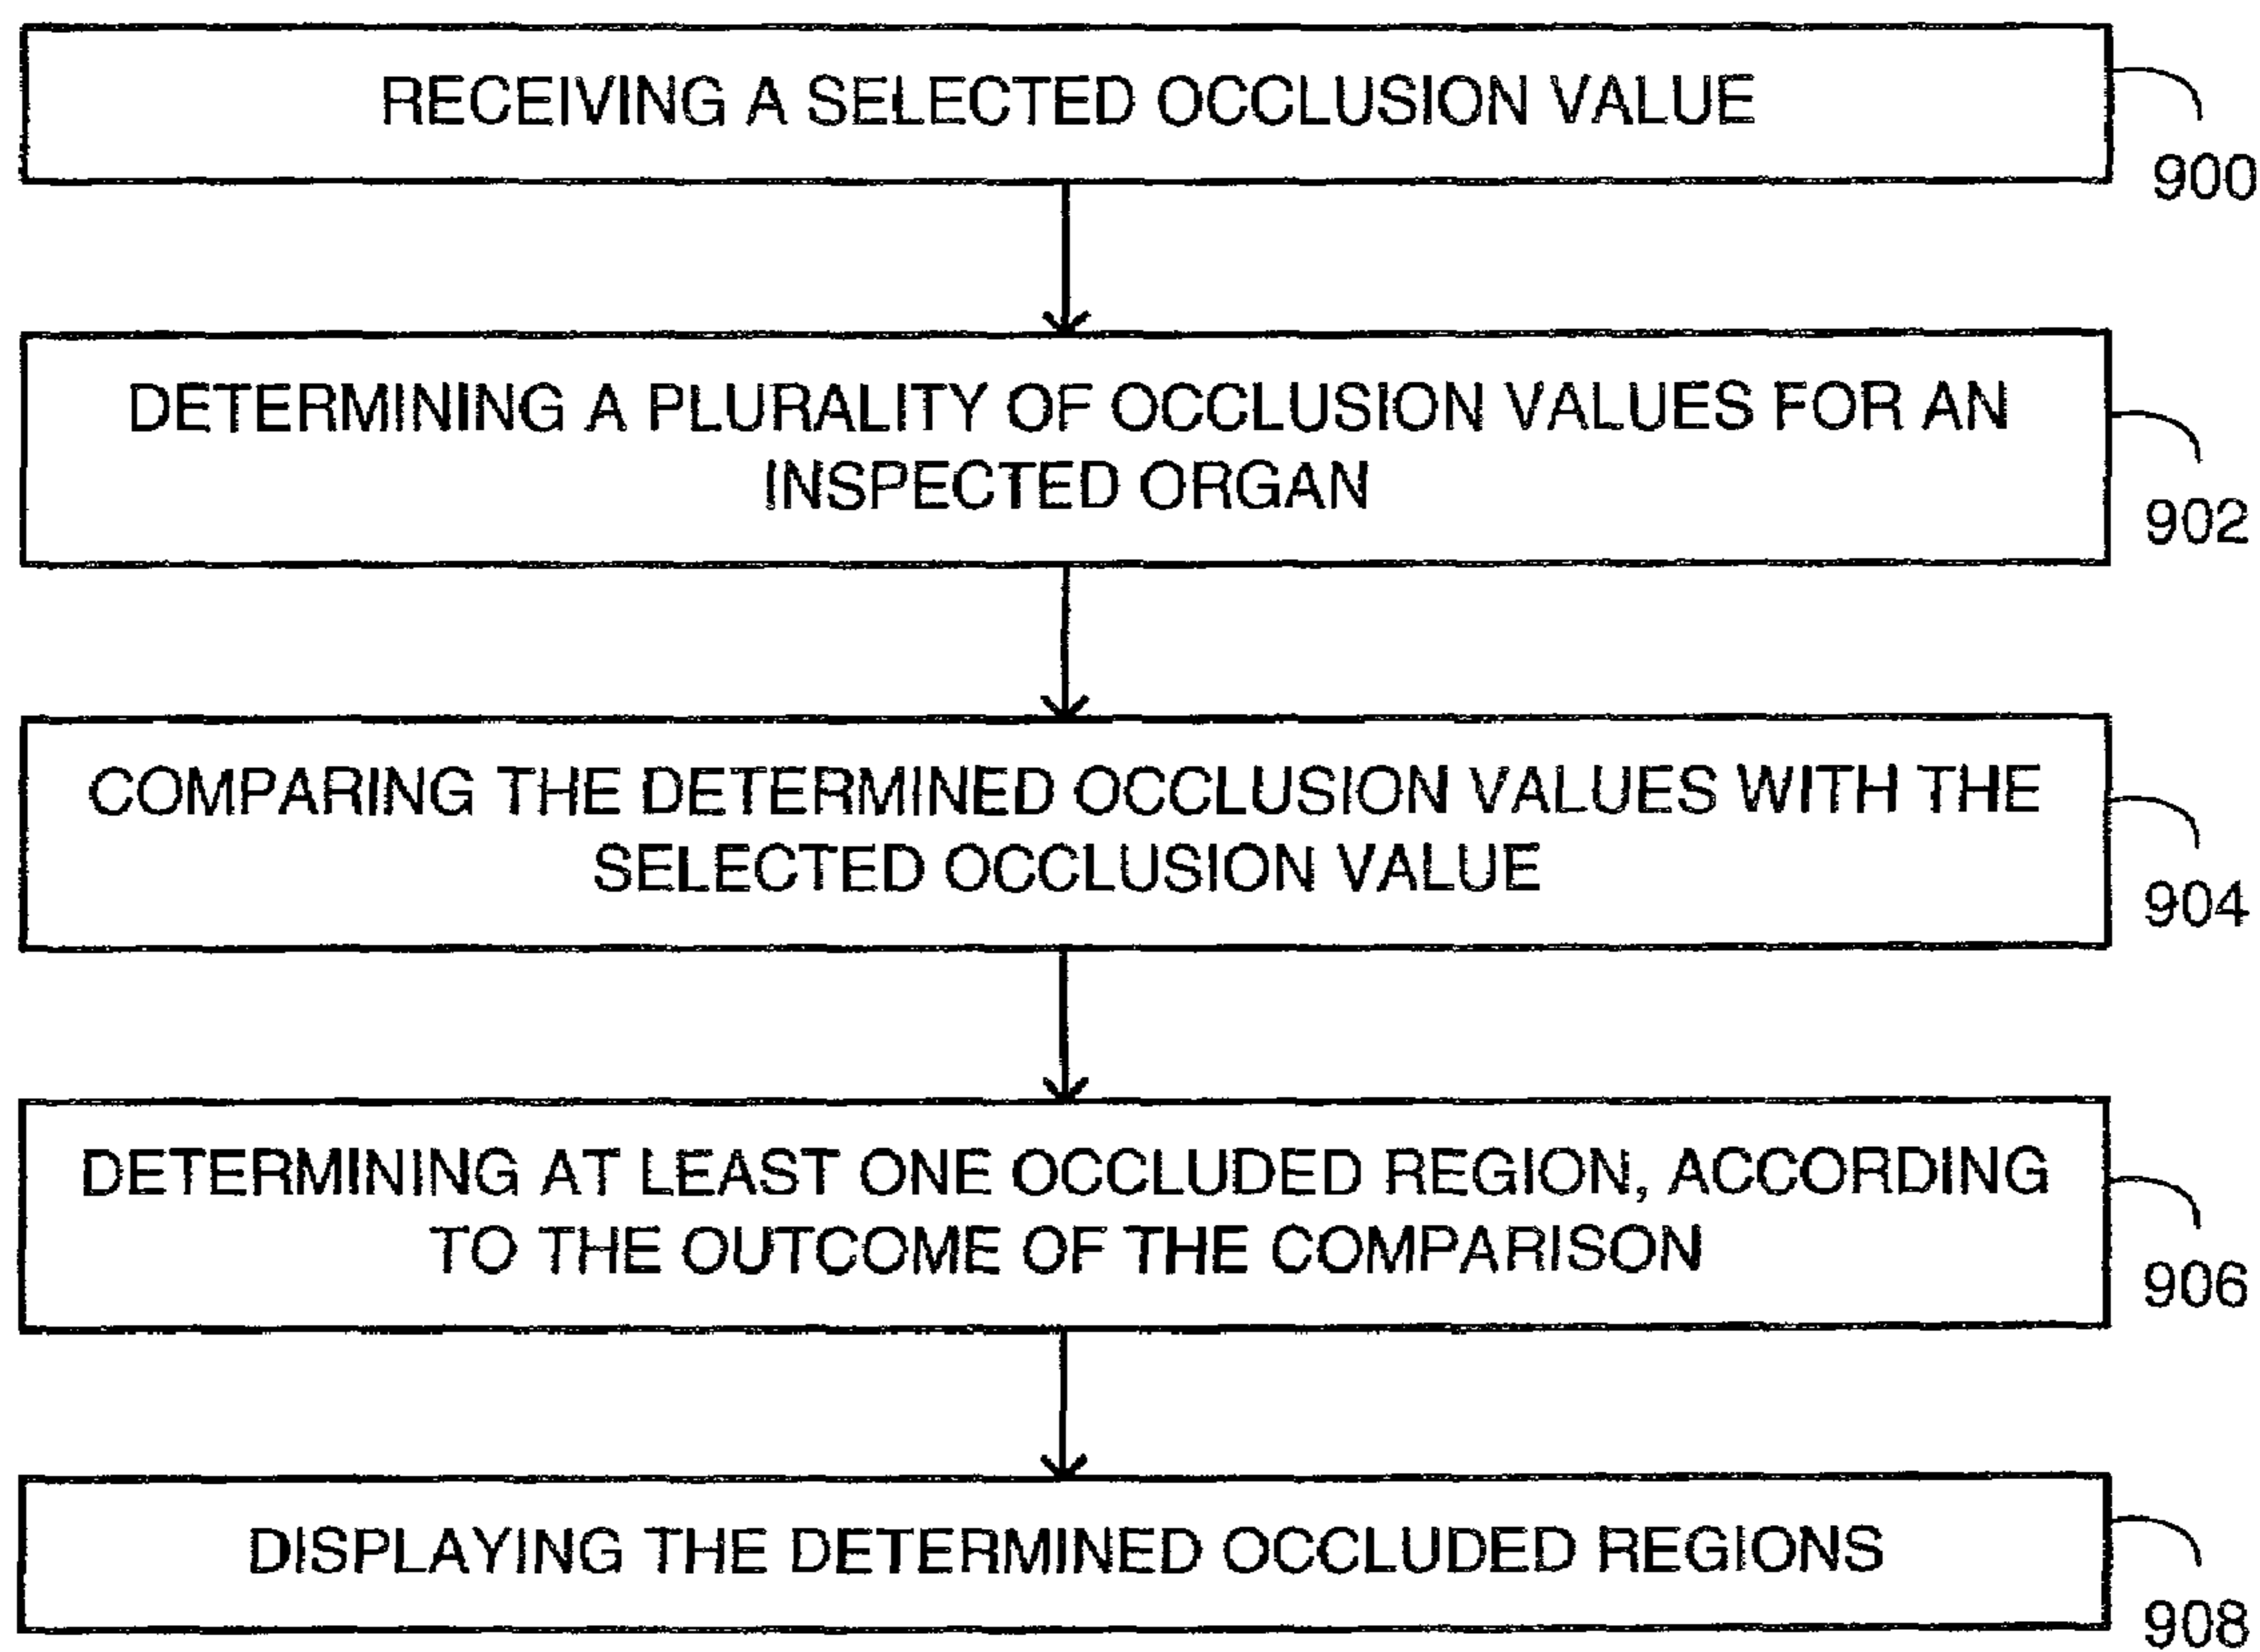 RECEIVING A SELECTED OCCLUSION VALUE
900
DETERMINING A PLURALITY OF OCCLUSION VALUES FOR AN
INSPECTED ORGAN
902
COMPARING THE DETERMINED OCCLUSION VALUES WITH THE
SELECTED OCCLUSION VALUE
904
DETERMINING AT LEAST ONE OCCLUDED REGION, ACCORDING
TO THE OUTCOME OF THE COMPARISON
906
DISPLAYING THE DETERMINED OCCLUDED REGIONS
908